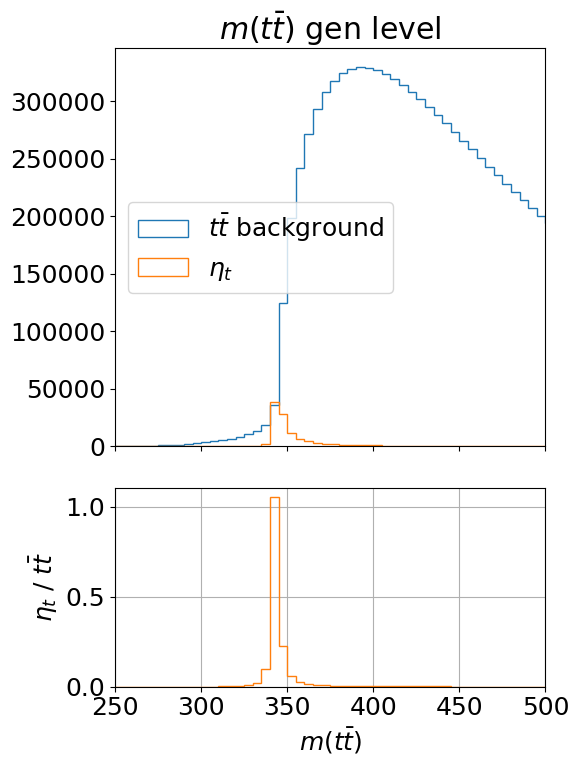 m(tt̄) gen level
300000
250000
200000
150000
100000
50000
0
tt̄ background
ηt
1.0
0.5
0.0
ηt / tt̄
250 300 350 400 450 500
m(tt̄)